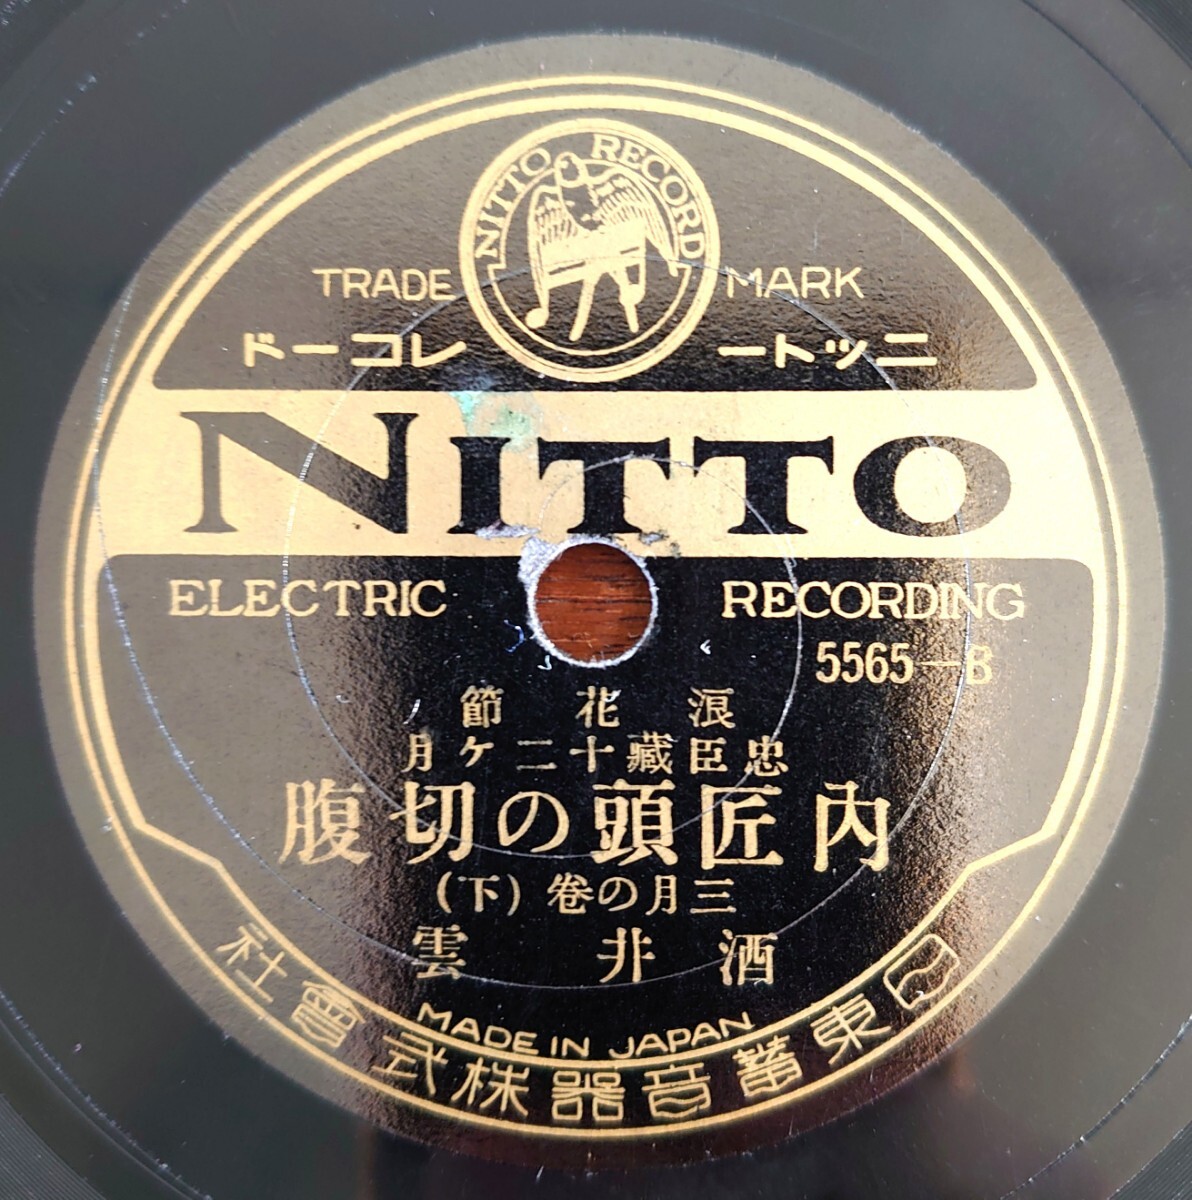 NITTO RECORD
TRADE MARK
ニットーレコード
NITTO
ELECTRIC RECORDING
5565-B
浪花節
忠臣藏十二ケ月
内匠頭の切腹
三月の卷(下)
酒井雲
MADE IN JAPAN
日東蓄音器株式會社